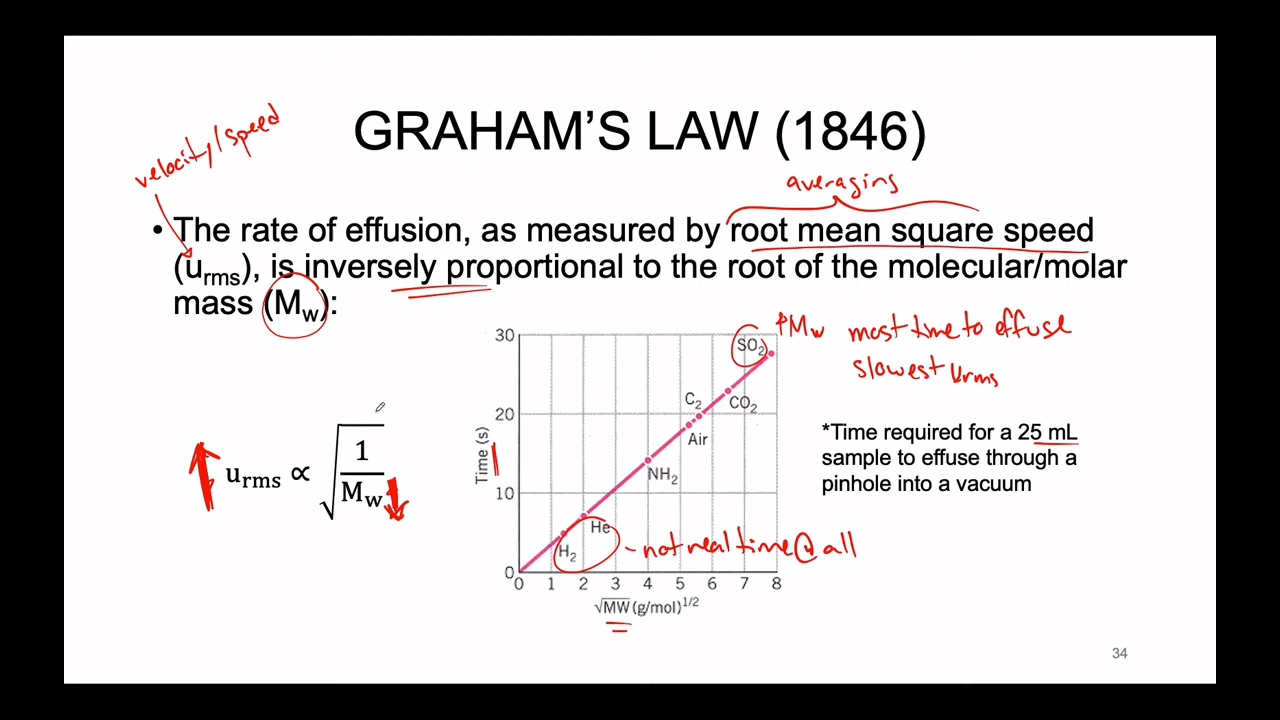 GRAHAM'S LAW (1846)
velocity/speed
averaging
• The rate of effusion, as measured by root mean square speed
(urms), is inversely proportional to the root of the molecular/molar
mass (Mw):
↑Mw most time to effuse
slowest urms
urms ∝ √(1/Mw)
Time (s)
30
20
10
0
SO2
CO2
C2
Air
NH2
He
H2
- not real time @ all
0 1 2 3 4 5 6 7 8
√MW (g/mol)1/2
*Time required for a 25 mL
sample to effuse through a
pinhole into a vacuum
34